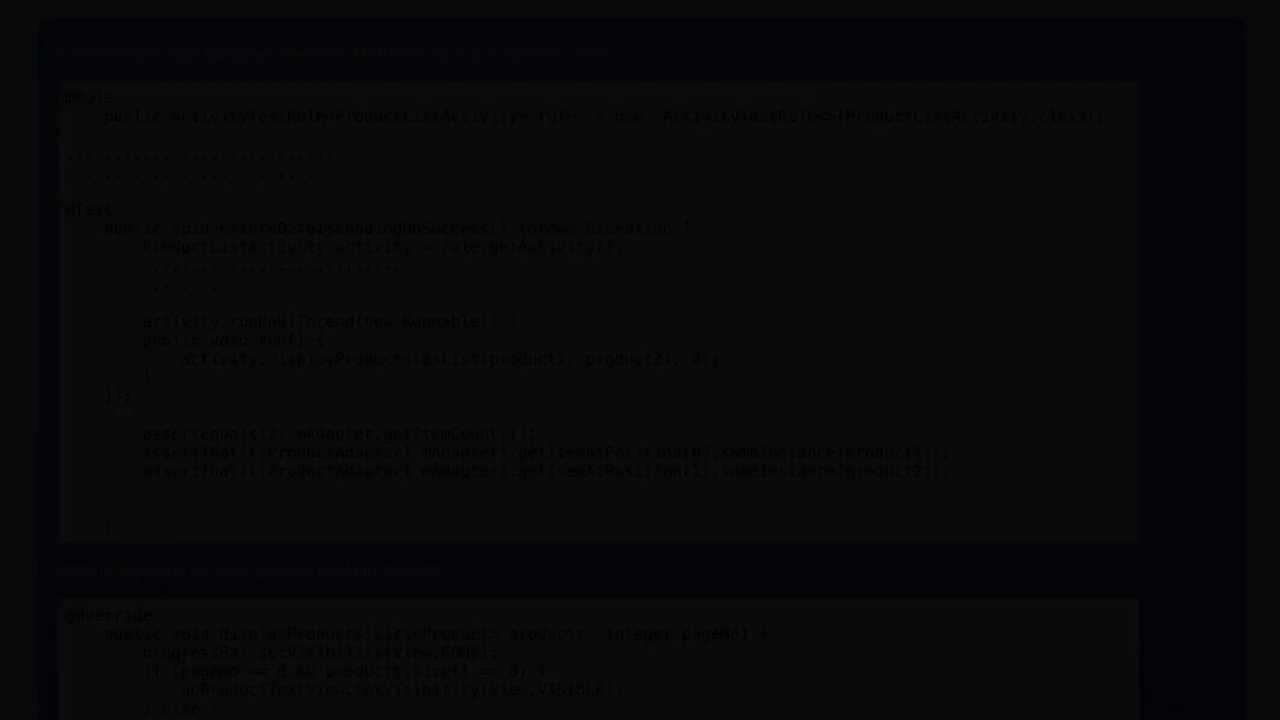 @Rule
public ActivityTestRule<ProductListActivity> rule = new ActivityTestRule<>(ProductListActivity.class);
@Test
public void ensureDataIsLoadingOnSuccess() throws Exception {
ProductListActivity activity = rule.getActivity();
activity.runOnUiThread(new Runnable() {
public void run() {
activity.displayProducts(asList(product1, product2), 0);
}
});
assertEquals(2, mAdapter.getItemCount());
assertThat(((ProductAdapter) mAdapter).getItemAtPosition(0),sameInstance(product1));
assertThat(((ProductAdapter) mAdapter).getItemAtPosition(1),sameInstance(product2));
}
@Override
public void displayProducts(List<Product> products, Integer pageNo) {
progressBar.setVisibility(View.GONE);
if (pageNo == 0 && products.size() == 0) {
noProductTextView.setVisibility(View.VISIBLE);
} else {